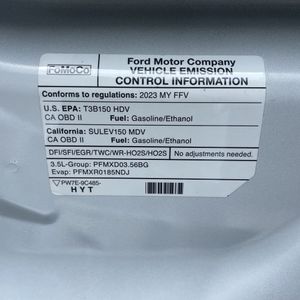 FoMoCo
Ford Motor Company
VEHICLE EMISSION
CONTROL INFORMATION
Conforms to regulations: 2023 MY FFV
U.S. EPA: T3B150 HDV
CA OBD II Fuel: Gasoline/Ethanol
California: SULEV150 MDV
CA OBD II Fuel: Gasoline/Ethanol
DFI/SFI/EGR/TWC/WR-HO2S/HO2S No adjustments needed.
3.5L-Group: PFMXD03.56BG
Evap: PFMXR0185NDJ
PW7E-9C485-
HYT